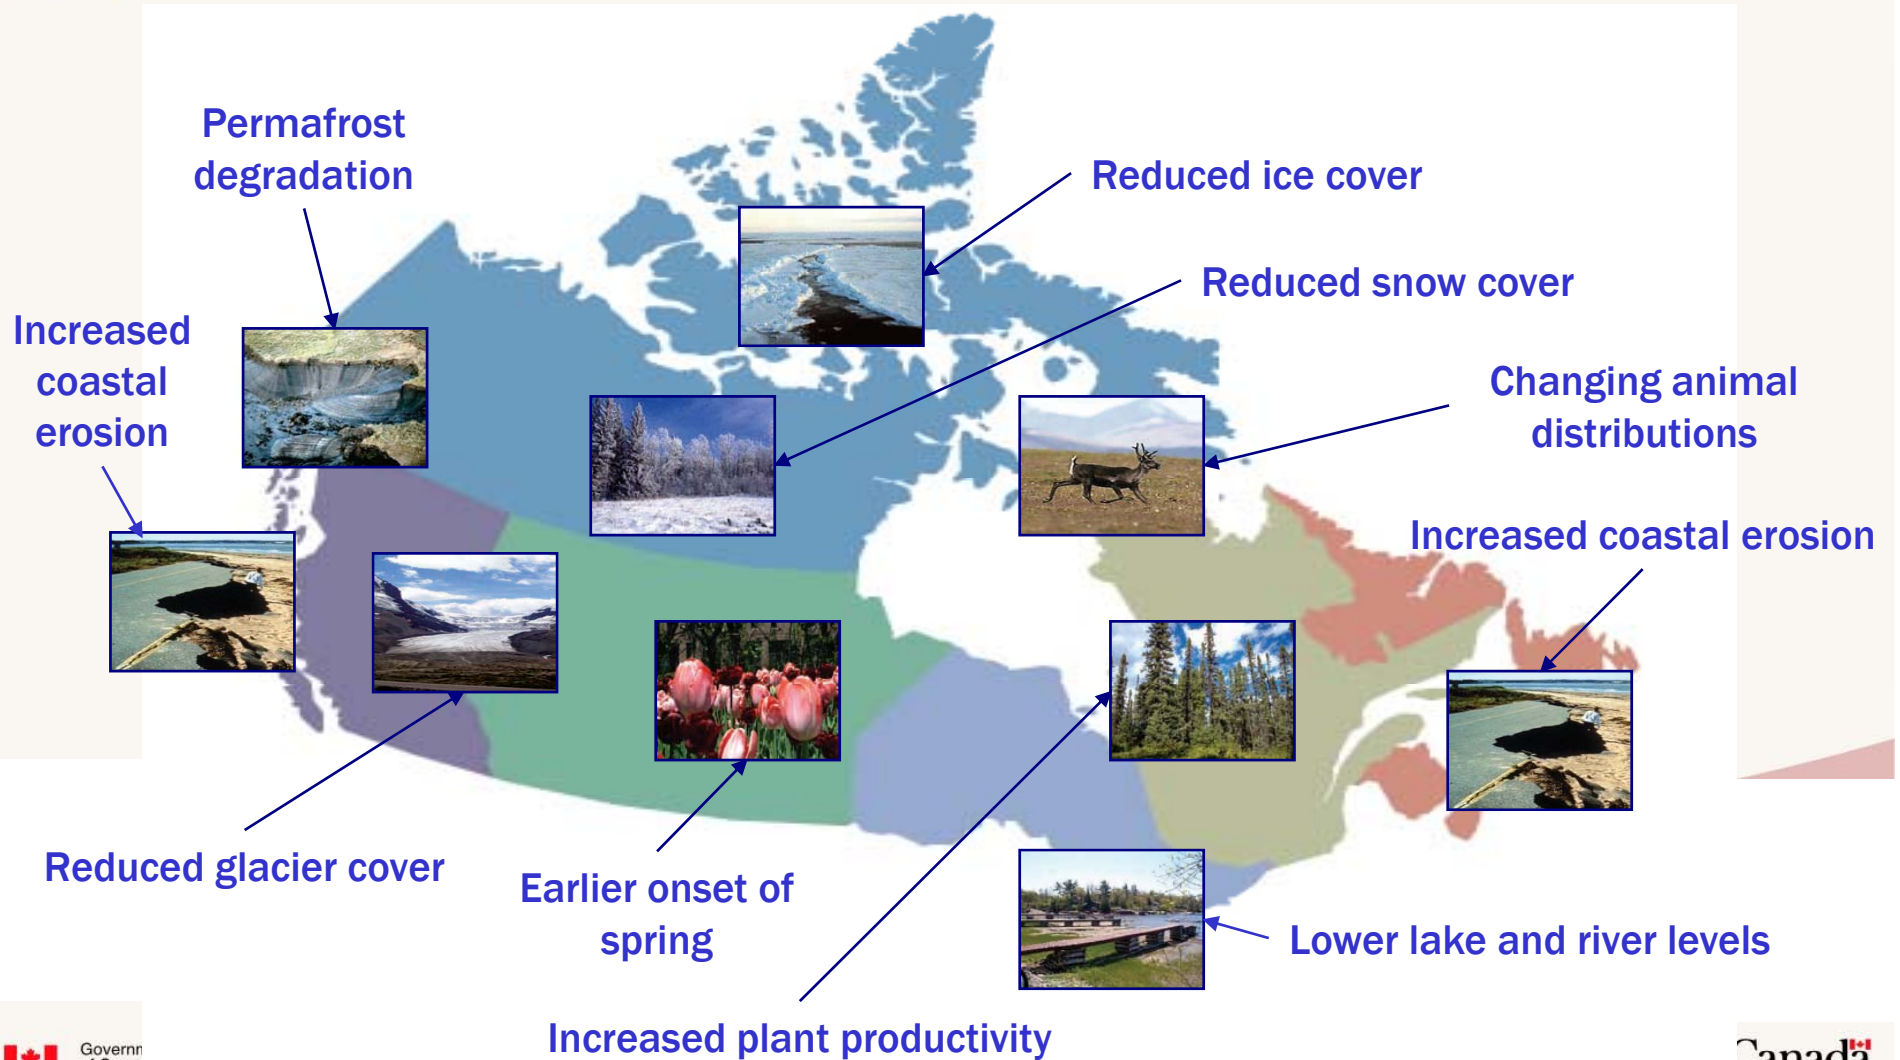 Permafrost
degradation
Reduced ice cover
Reduced snow cover
Increased
coastal
erosion
Changing animal
distributions
Increased coastal erosion
Reduced glacier cover
Earlier onset of
spring
Lower lake and river levels
Increased plant productivity
Canada